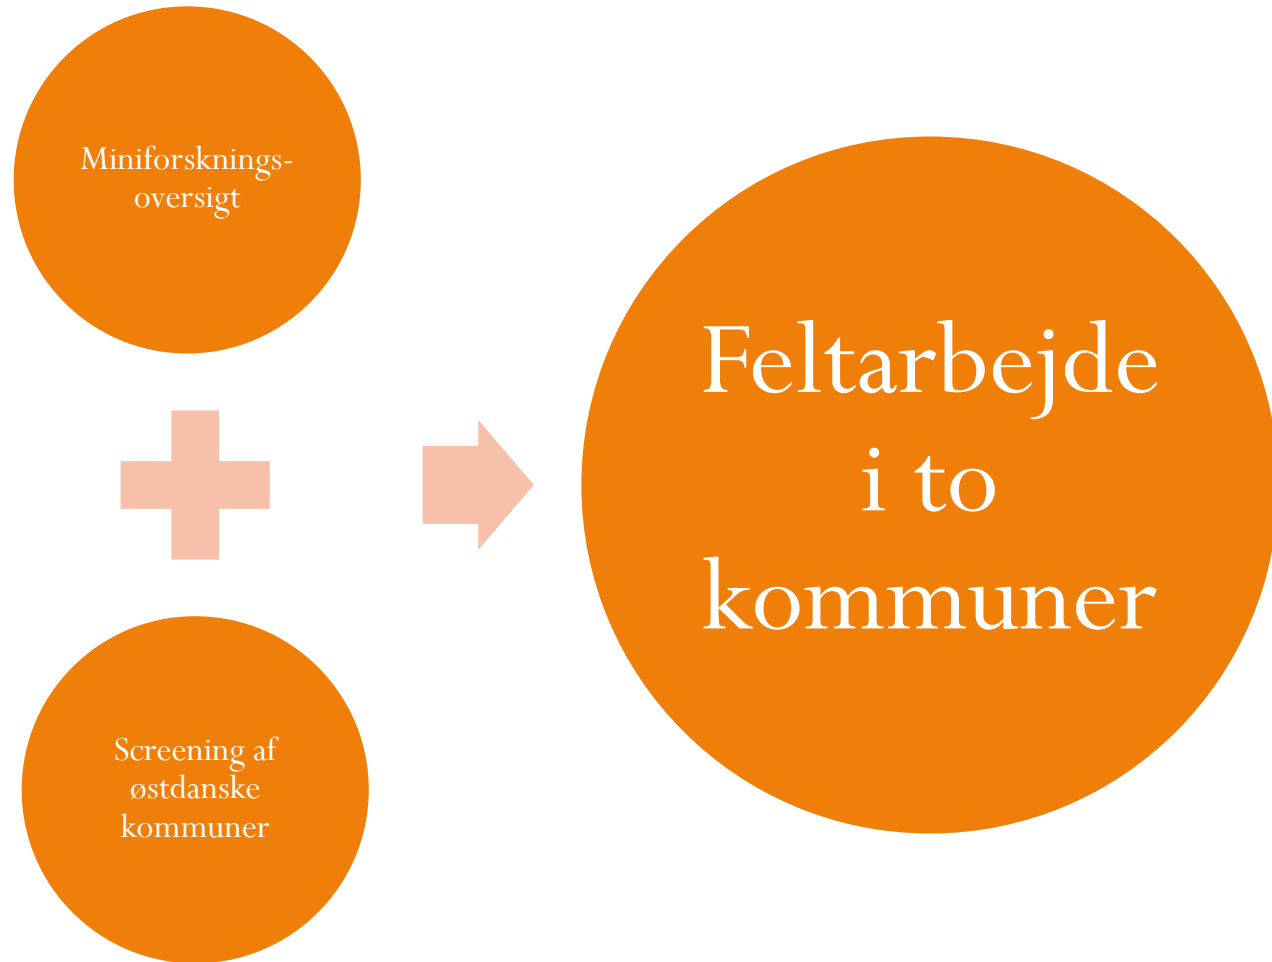 Miniforsknings-
oversigt
Screening af
østdanske
kommuner
Feltarbejde
i to
kommuner